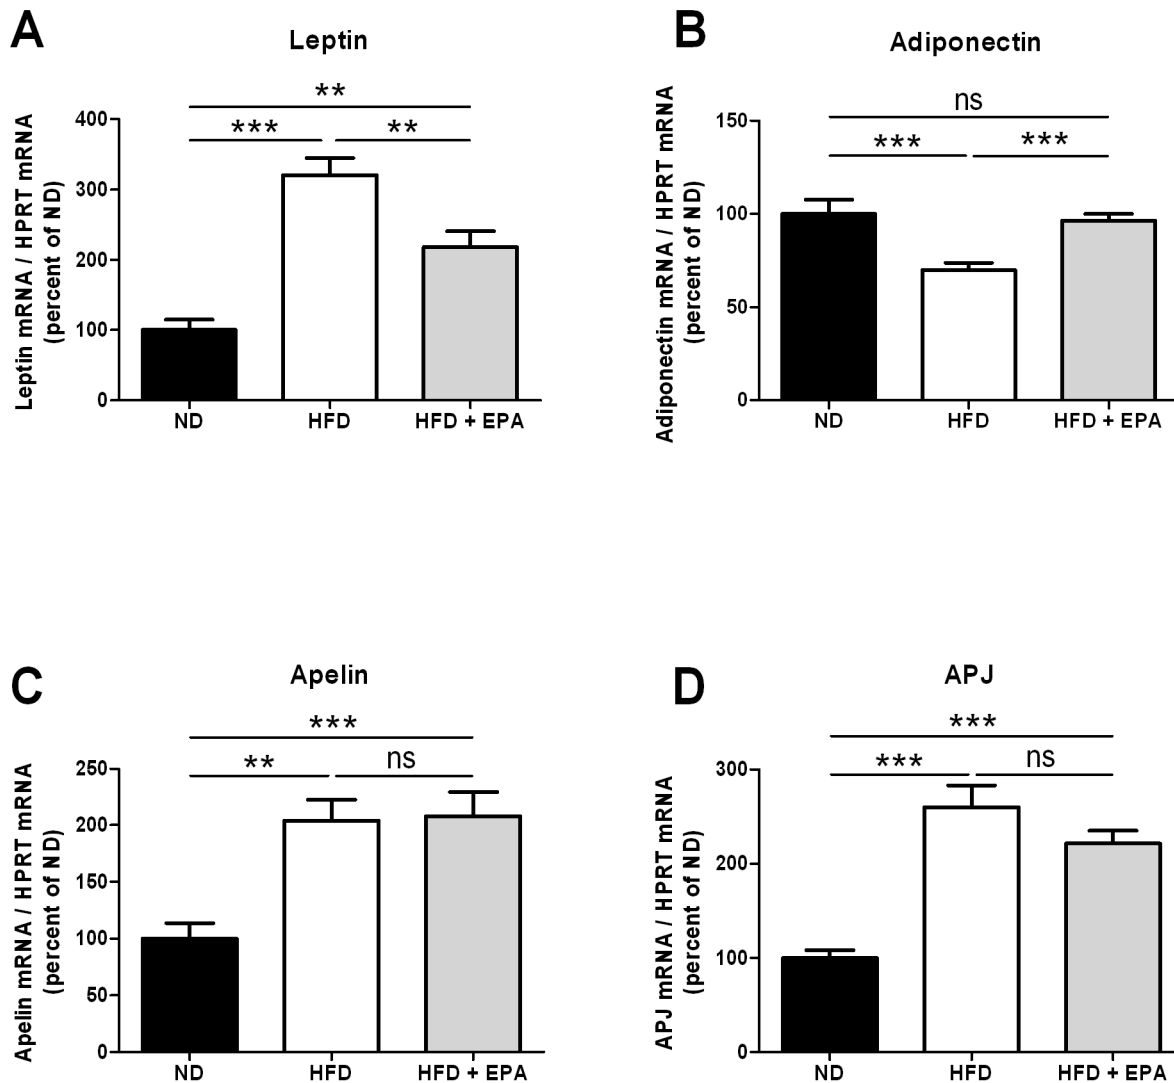 A
Leptin
**
***
**
Leptin mRNA / HPRT mRNA
(percent of ND)
400
300
200
100
0
ND
HFD
HFD + EPA
B
Adiponectin
ns
***
***
Adiponectin mRNA / HPRT mRNA
(percent of ND)
150
100
50
0
ND
HFD
HFD + EPA
C
Apelin
***
**
ns
Apelin mRNA / HPRT mRNA
(percent of ND)
250
200
150
100
50
0
ND
HFD
HFD + EPA
D
APJ
***
***
ns
APJ mRNA / HPRT mRNA
(percent of ND)
300
200
100
0
ND
HFD
HFD + EPA